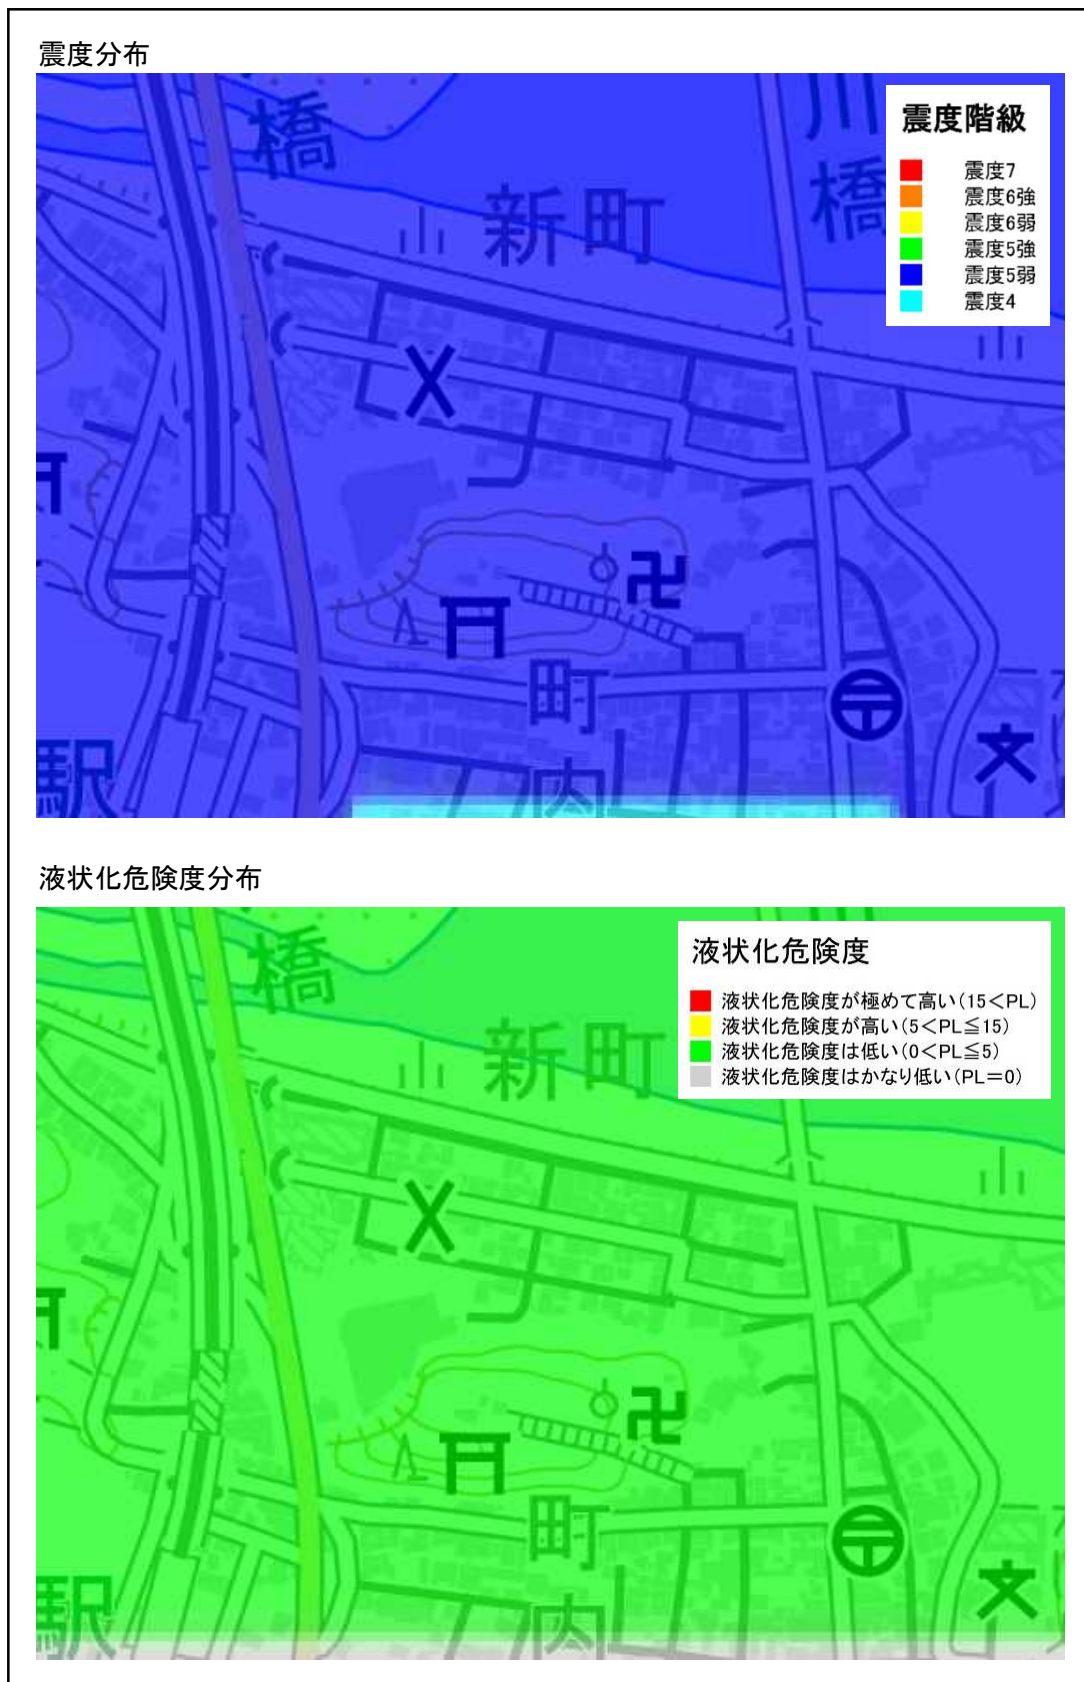 震度分布
橋
川
橋
新町
震度階級
震度7
震度6強
震度6弱
震度5強
震度5弱
震度4
町
内
駅
液状化危険度分布
橋
新町
液状化危険度
液状化危険度が極めて高い(15<PL)
液状化危険度が高い(5<PL≦15)
液状化危険度は低い(0<PL≦5)
液状化危険度はかなり低い(PL=0)
町
内
駅